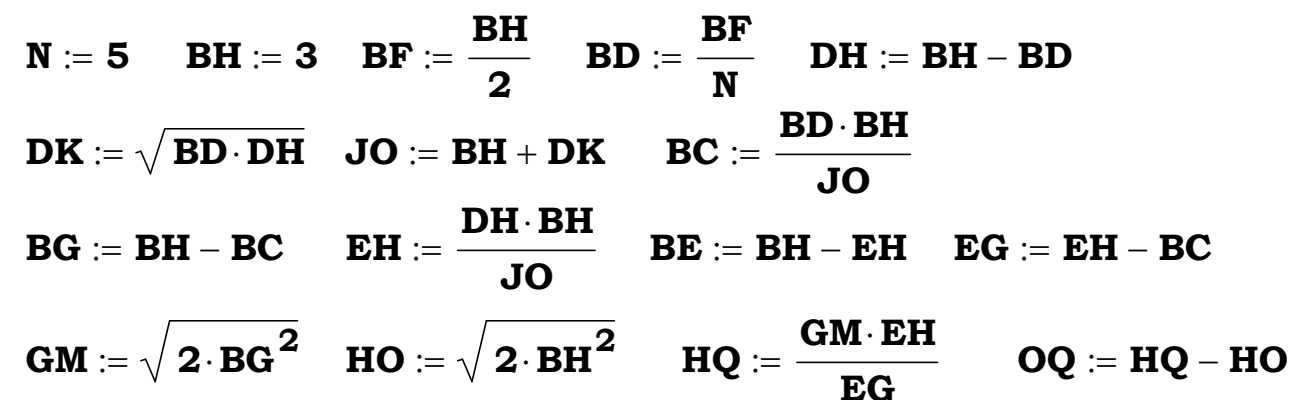 N := 5 BH := 3 BF := BH/2 BD := BF/N DH := BH − BD
DK := √(BD·DH) JO := BH + DK BC := (BD·BH)/JO
BG := BH − BC EH := (DH·BH)/JO BE := BH − EH EG := EH − BC
GM := √(2·BG²) HO := √(2·BH²) HQ := (GM·EH)/EG OQ := HQ − HO